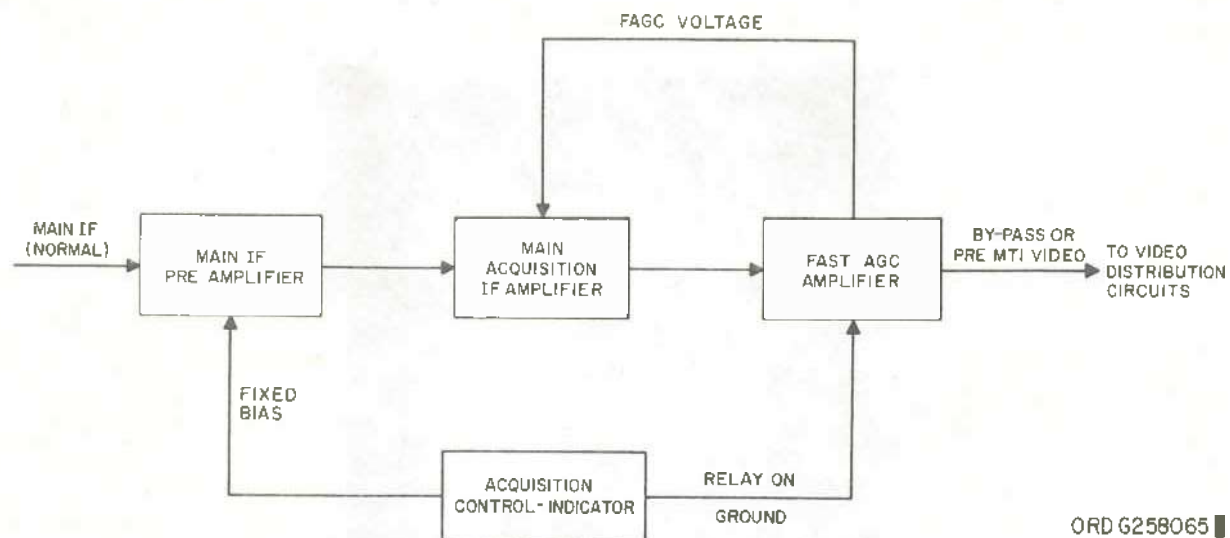 FAGC VOLTAGE
MAIN IF
(NORMAL)
MAIN IF
PRE AMPLIFIER
MAIN
ACQUISITION
IF AMPLIFIER
FAST AGC
AMPLIFIER
BY-PASS OR
PRE MTI VIDEO
TO VIDEO
DISTRIBUTION
CIRCUITS
FIXED
BIAS
ACQUISITION
CONTROL-INDICATOR
RELAY ON
GROUND
ORD G258065